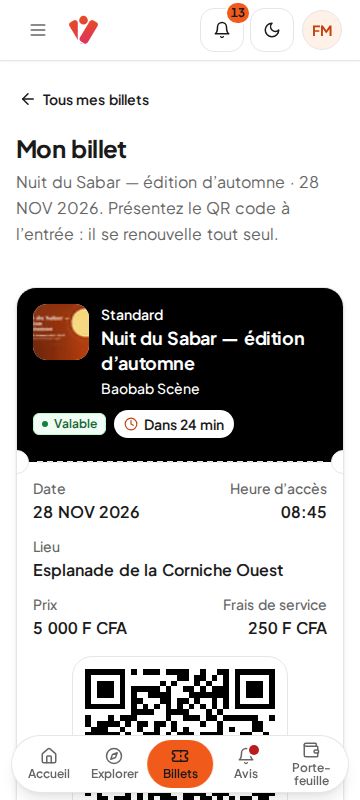 13
FM
Tous mes billets
Mon billet
Nuit du Sabar — édition d’automne · 28
NOV 2026. Présentez le QR code à
l’entrée : il se renouvelle tout seul.
Standard
Nuit du Sabar — édition
d’automne
Baobab Scène
Valable
Dans 24 min
Date
Heure d’accès
28 NOV 2026
08:45
Lieu
Esplanade de la Corniche Ouest
Prix
Frais de service
5 000 F CFA
250 F CFA
Accueil
Explorer
Billets
Avis
Porte-
feuille